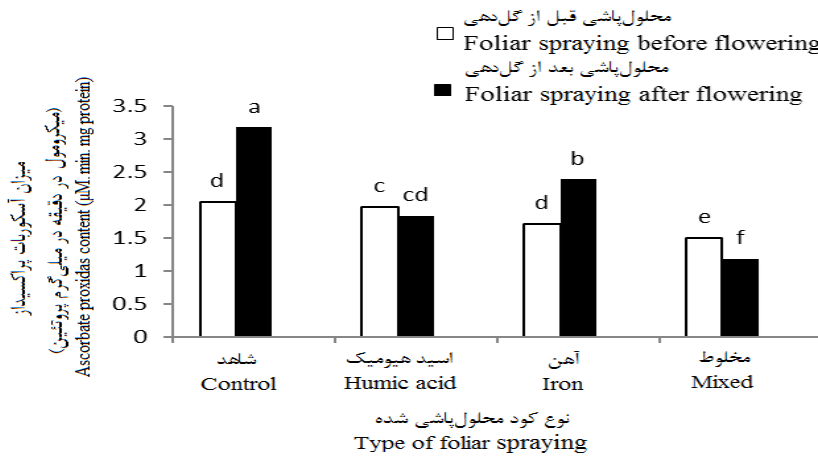 محلول‌پاشی قبل از گل‌دهی
Foliar spraying before flowering
محلول‌پاشی بعد از گل‌دهی
Foliar spraying after flowering
میزان آسکوربات پراکسیداز
(میکرومول در دقیقه در میلی‌گرم پروتئین)
Ascorbate proxidas content (µM. min. mg protein)
3.5
3
2.5
2
1.5
1
0.5
0
d a c cd d b e f
شاهد اسید هیومیک آهن مخلوط
Control Humic acid Iron Mixed
نوع کود محلول‌پاشی شده
Type of foliar spraying